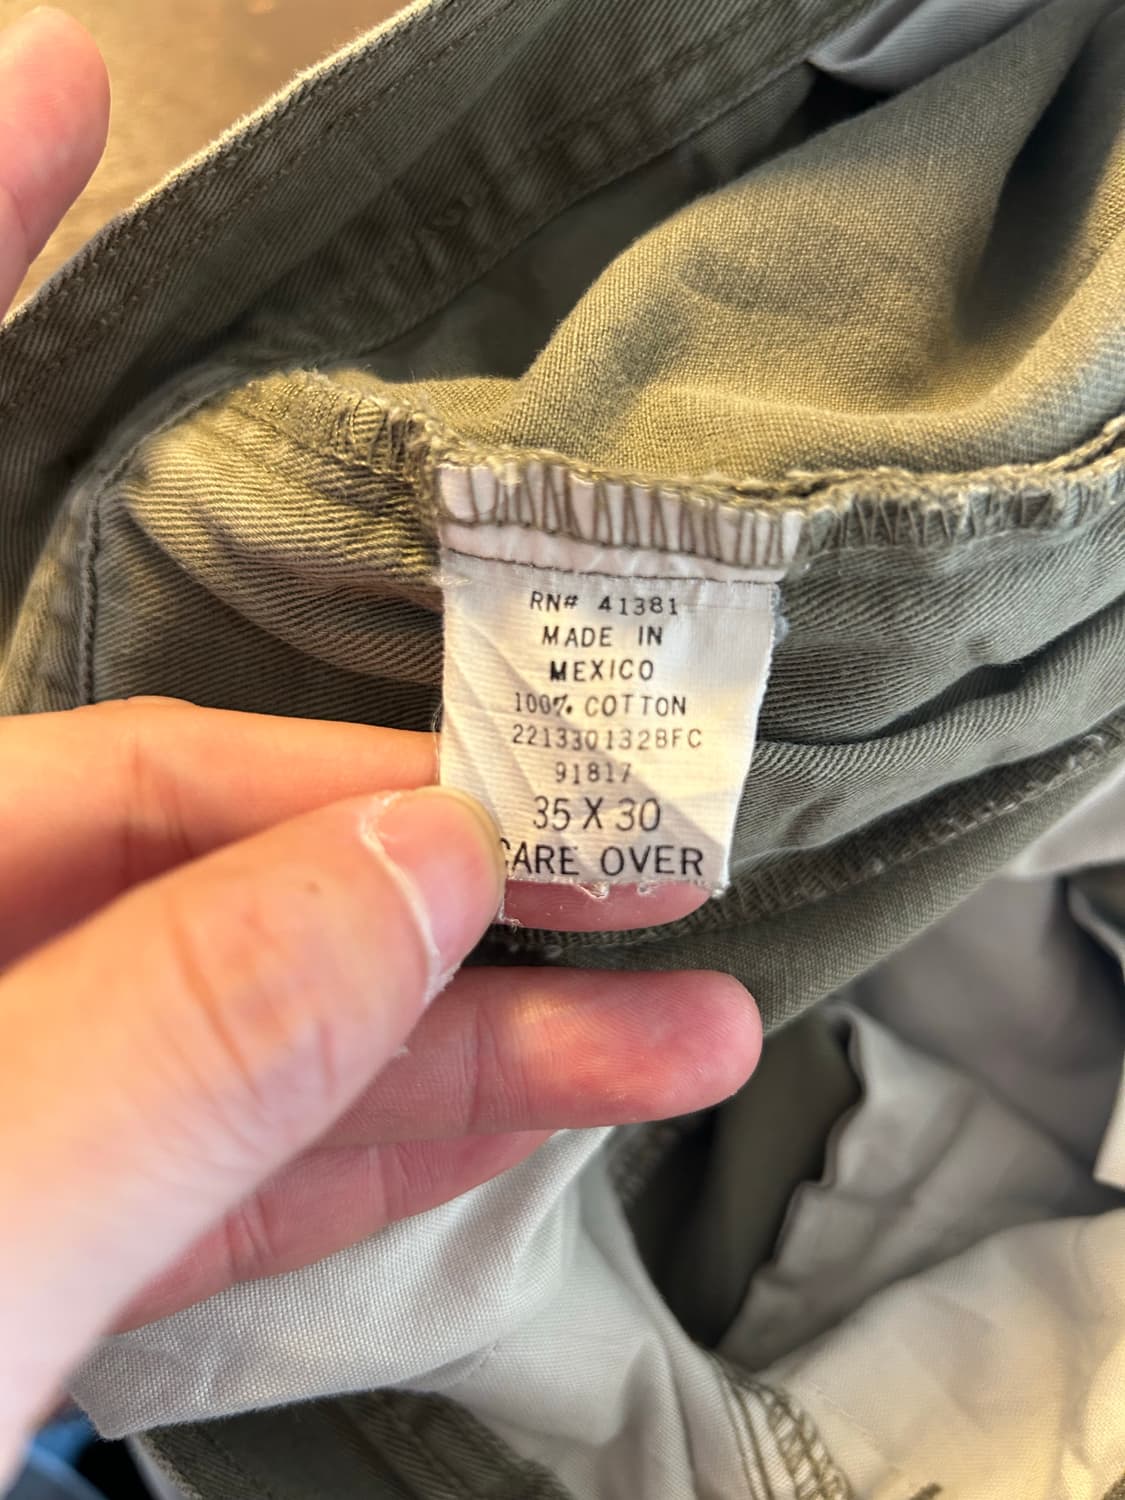 RN# 41381
MADE IN
MEXICO
100% COTTON
221330132BFC
91817
35 X 30
CARE OVER